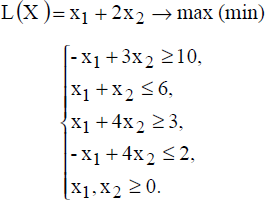 L(X) = x₁ + 2x₂ → max (min)
- x₁ + 3x₂ ≥ 10,
x₁ + x₂ ≤ 6,
x₁ + 4x₂ ≥ 3,
- x₁ + 4x₂ ≤ 2,
x₁, x₂ ≥ 0.